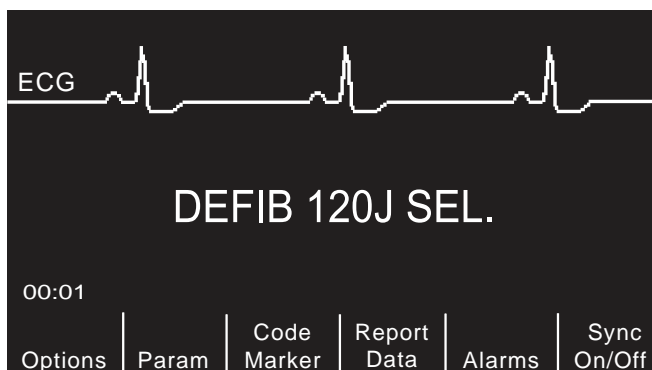 ECG
DEFIB 120J SEL.
00:01
Options
Param
Code
Marker
Report
Data
Alarms
Sync
On/Off